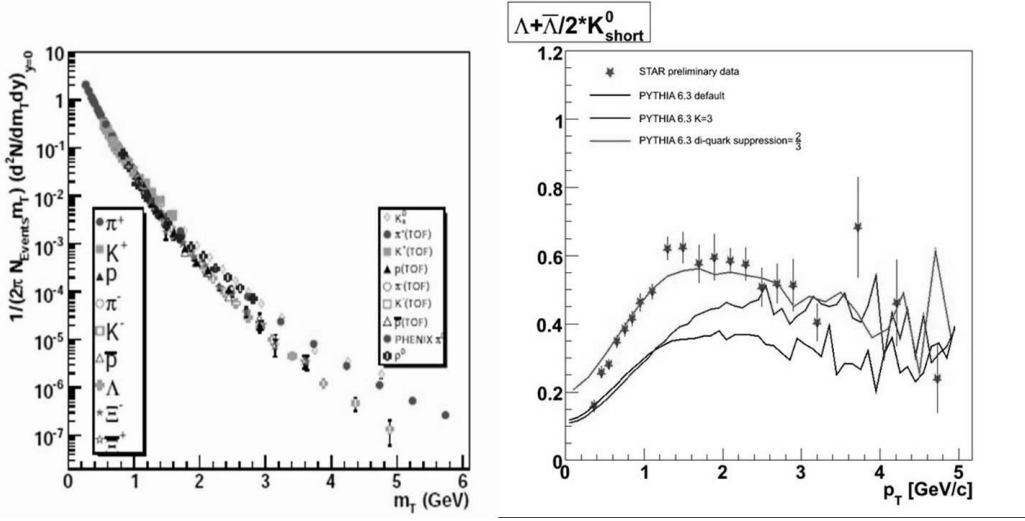 1/(2π N_Events m_T) (d²N/dm_T dy)_y=0
10
1
10⁻¹
10⁻²
10⁻³
10⁻⁴
10⁻⁵
10⁻⁶
10⁻⁷
π⁺
K⁺
p
π⁻
K⁻
p̅
Λ
Ξ⁻
Ξ̅⁺
K⁰ₛ
π⁺(TOF)
K⁺(TOF)
p(TOF)
π⁻(TOF)
K⁻(TOF)
p̅(TOF)
PHENIX π⁰
ρ⁰
0 1 2 3 4 5 6
m_T (GeV)
Λ+Λ̅/2*K⁰_short
1.2
1
0.8
0.6
0.4
0.2
0
STAR preliminary data
PYTHIA 6.3 default
PYTHIA 6.3 K=3
PYTHIA 6.3 di-quark suppression=2/3
0 1 2 3 4 5
p_T [GeV/c]